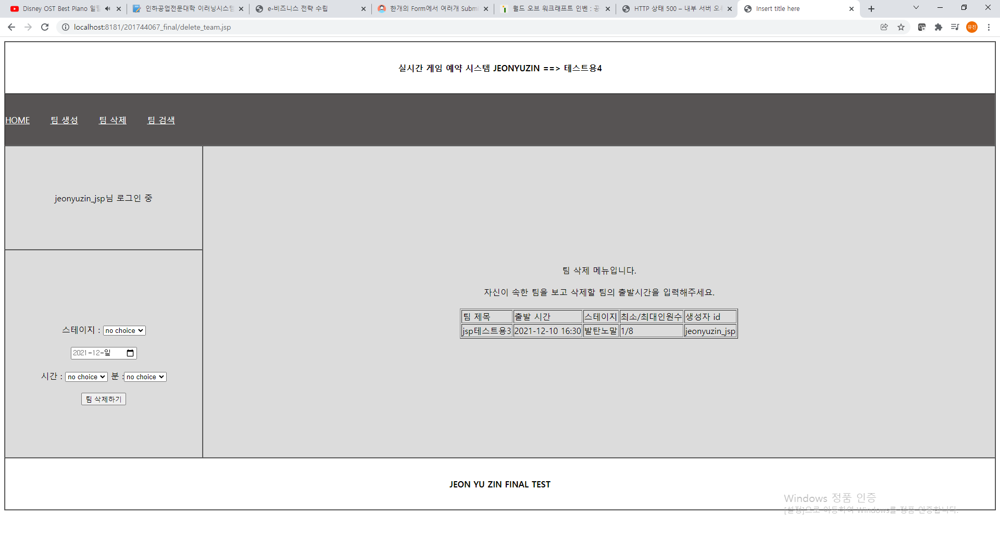 Disney OST Best Piano 일할
인하공업전문대학 이러닝시스템
e-비즈니스 전략 수립
한개의 Form에서 여러개 Submi
월드 오브 워크래프트 인벤 : 공
HTTP 상태 500 – 내부 서버 오류
Insert title here
localhost:8181/201744067_final/delete_team.jsp
유진
실시간 게임 예약 시스템 JEONYUZIN ==> 테스트용4
HOME 팀 생성 팀 삭제 팀 검색
jeonyuzin_jsp님 로그인 중
스테이지 : no choice
2021-12-일
시간 : no choice 분 :no choice
팀 삭제하기
팀 삭제 메뉴입니다.
자신이 속한 팀을 보고 삭제할 팀의 출발시간을 입력해주세요.
팀 제목 출발 시간 스테이지 최소/최대인원수 생성자 id
jsp테스트용3 2021-12-10 16:30 발탄노말 1/8 jeonyuzin_jsp
JEON YU ZIN FINAL TEST
Windows 정품 인증
[설정]으로 이동하여 Windows를 정품 인증합니다.